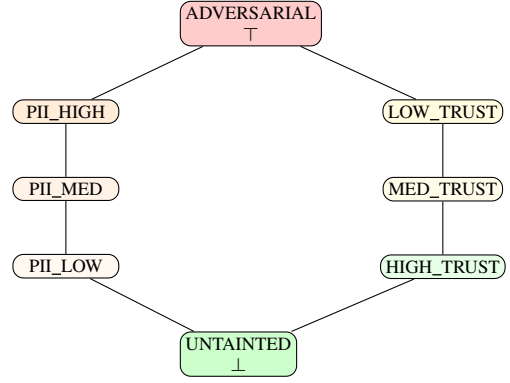 ADVERSARIAL
⊤
PII_HIGH
LOW_TRUST
PII_MED
MED_TRUST
PII_LOW
HIGH_TRUST
UNTAINTED
⊥